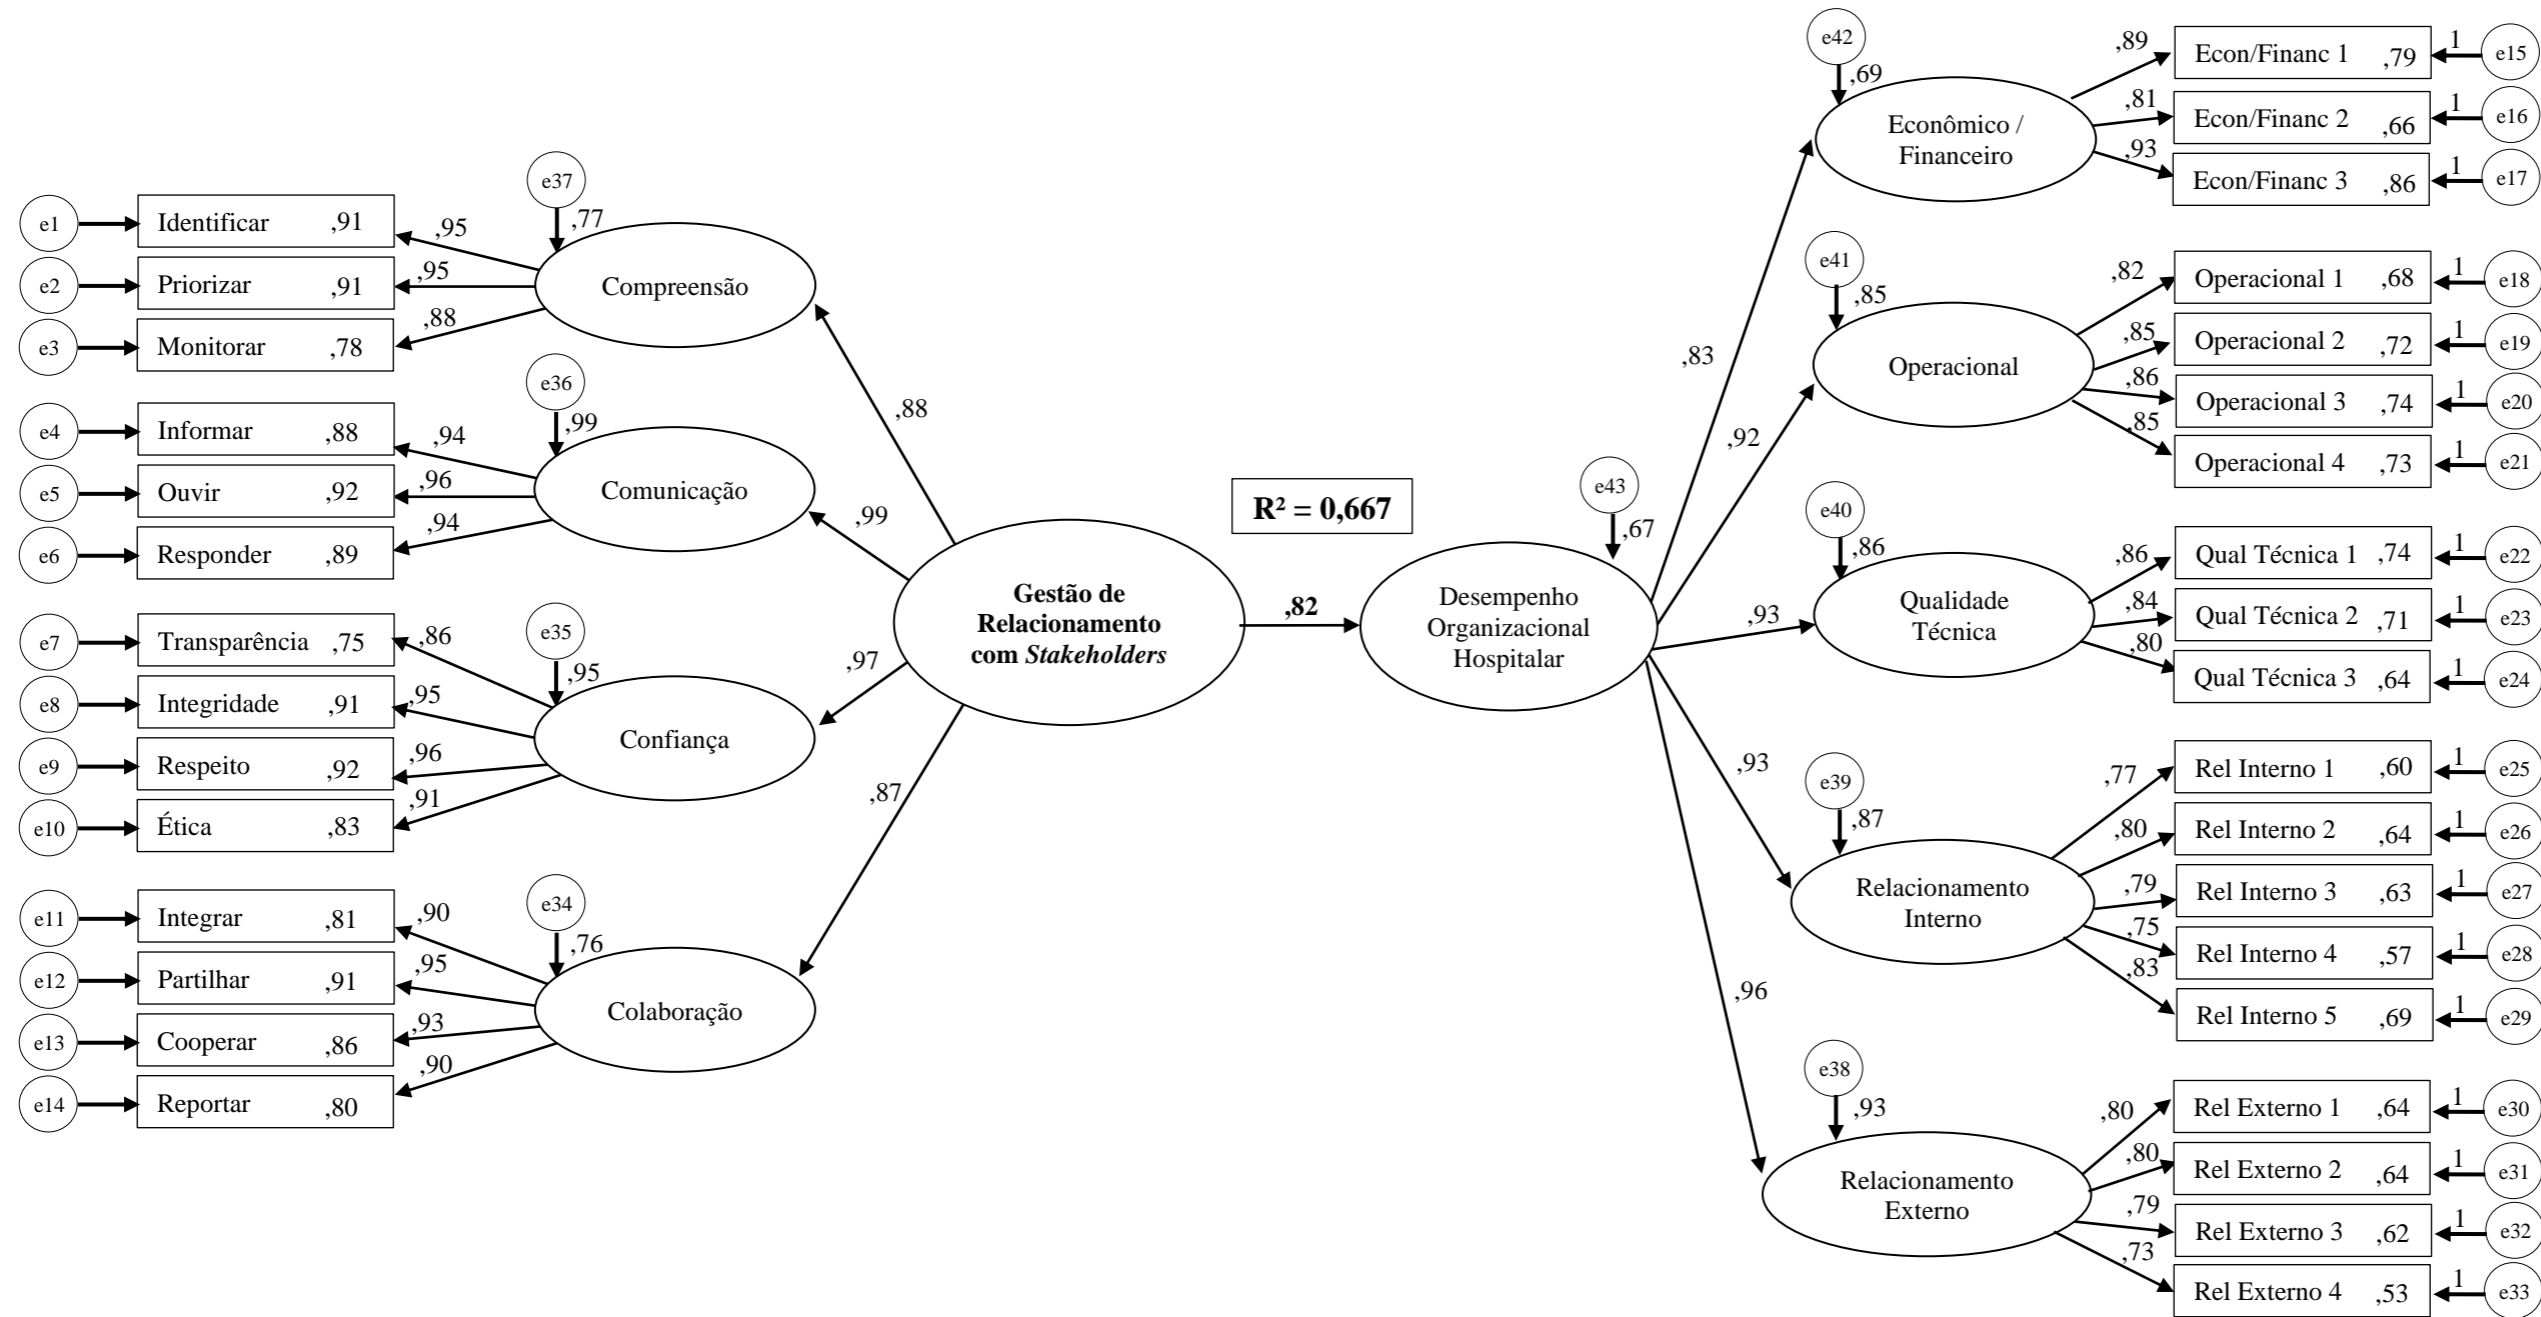 e1
Identificar ,91
e2
Priorizar ,91
e3
Monitorar ,78
,95
,95
,88
e37
,77
Compreensão
e4
Informar ,88
e5
Ouvir ,92
e6
Responder ,89
,94
,96
,94
e36
,99
Comunicação
e7
Transparência ,75
e8
Integridade ,91
e9
Respeito ,92
e10
Ética ,83
,86
,95
,96
,91
e35
,95
Confiança
e11
Integrar ,81
e12
Partilhar ,91
e13
Cooperar ,86
e14
Reportar ,80
,90
,95
,93
,90
e34
,76
Colaboração
,88
,99
,97
,87
Gestão de
Relacionamento
com Stakeholders
R² = 0,667
,82
e43
,67
Desempenho
Organizacional
Hospitalar
,83
,92
,93
,93
,96
e42
,69
Econômico /
Financeiro
,89
,81
,93
Econ/Financ 1 ,79
1
e15
Econ/Financ 2 ,66
1
e16
Econ/Financ 3 ,86
1
e17
e41
,85
Operacional
,82
,85
,86
,85
Operacional 1 ,68
1
e18
Operacional 2 ,72
1
e19
Operacional 3 ,74
1
e20
Operacional 4 ,73
1
e21
e40
,86
Qualidade
Técnica
,86
,84
,80
Qual Técnica 1 ,74
1
e22
Qual Técnica 2 ,71
1
e23
Qual Técnica 3 ,64
1
e24
e39
,87
Relacionamento
Interno
,77
,80
,79
,75
,83
Rel Interno 1 ,60
1
e25
Rel Interno 2 ,64
1
e26
Rel Interno 3 ,63
1
e27
Rel Interno 4 ,57
1
e28
Rel Interno 5 ,69
1
e29
e38
,93
Relacionamento
Externo
,80
,80
,79
,73
Rel Externo 1 ,64
1
e30
Rel Externo 2 ,64
1
e31
Rel Externo 3 ,62
1
e32
Rel Externo 4 ,53
1
e33